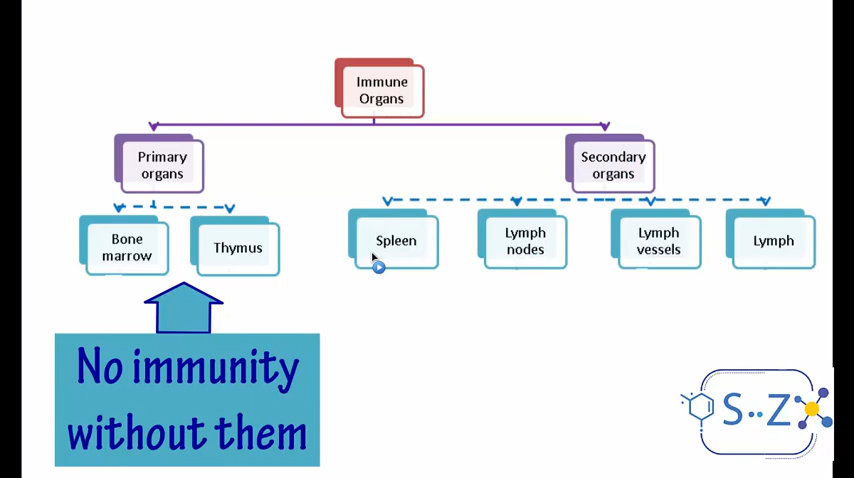 Immune
Organs
Primary
organs
Secondary
organs
Bone
marrow
Thymus
Spleen
Lymph
nodes
Lymph
vessels
Lymph
No immunity
without them
S..Z